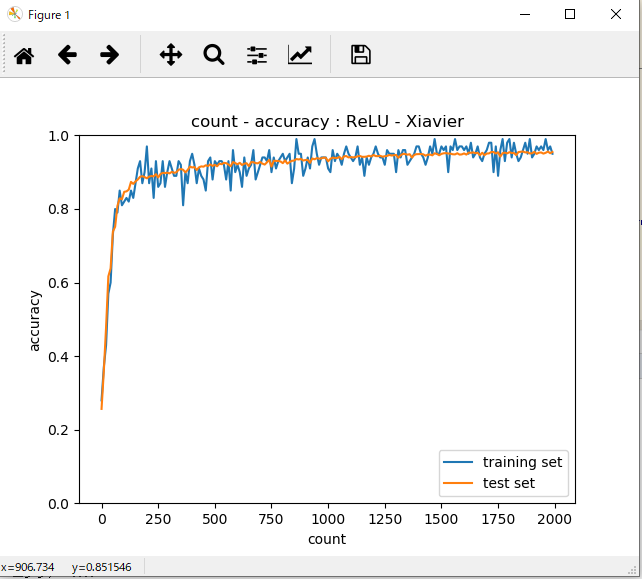 Figure 1
count - accuracy : ReLU - Xiavier
1.0
0.8
0.6
0.4
0.2
0.0
accuracy
training set
test set
0 250 500 750 1000 1250 1500 1750 2000
count
x=906.734 y=0.851546